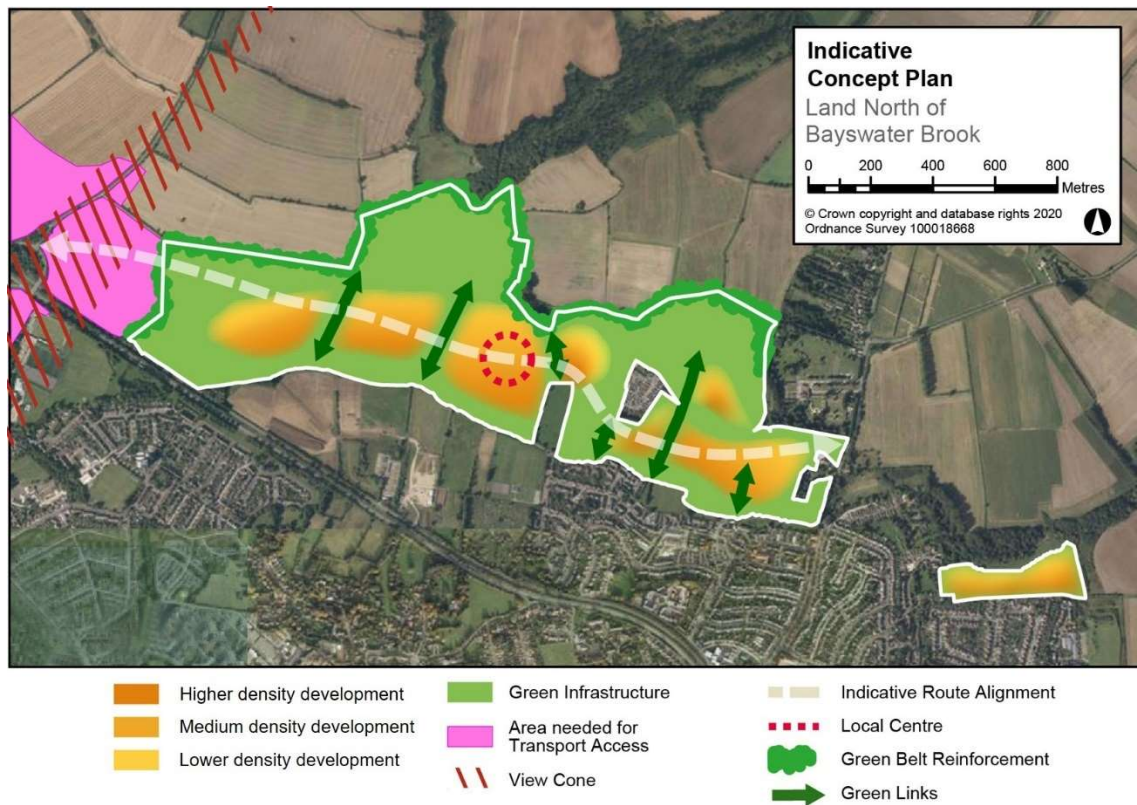 Indicative
Concept Plan
Land North of
Bayswater Brook
0 200 400 600 800
Metres
© Crown copyright and database rights 2020
Ordnance Survey 100018668
Higher density development
Medium density development
Lower density development
Green Infrastructure
Area needed for
Transport Access
View Cone
Indicative Route Alignment
Local Centre
Green Belt Reinforcement
Green Links